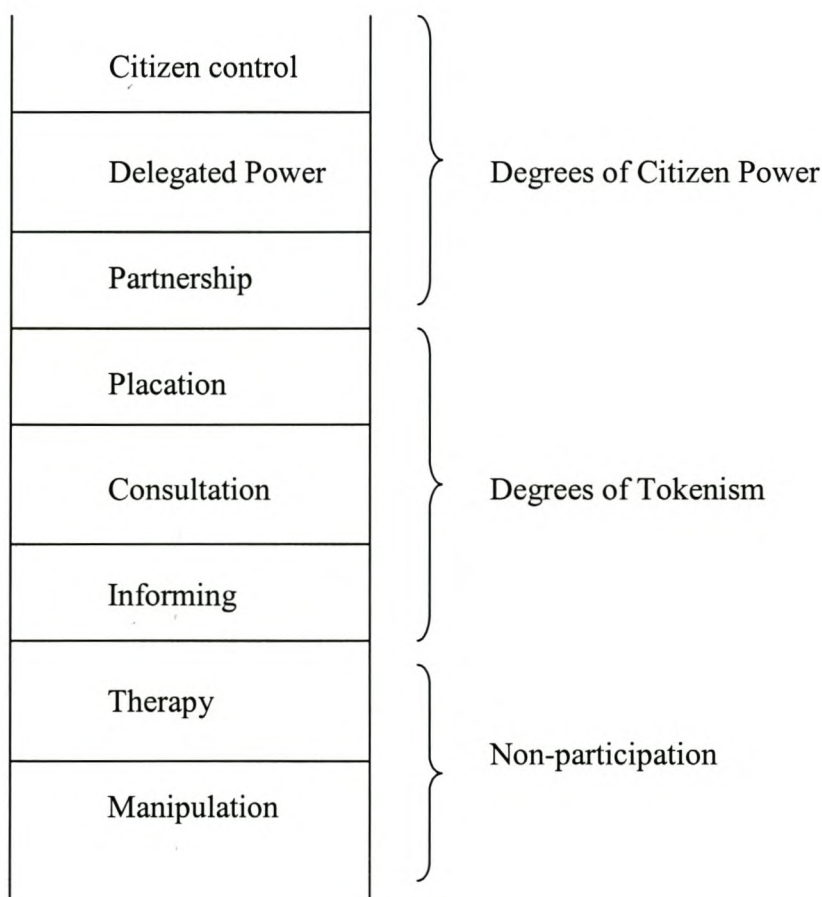 Citizen control
Delegated Power
Degrees of Citizen Power
Partnership
Placation
Consultation
Degrees of Tokenism
Informing
Therapy
Non-participation
Manipulation